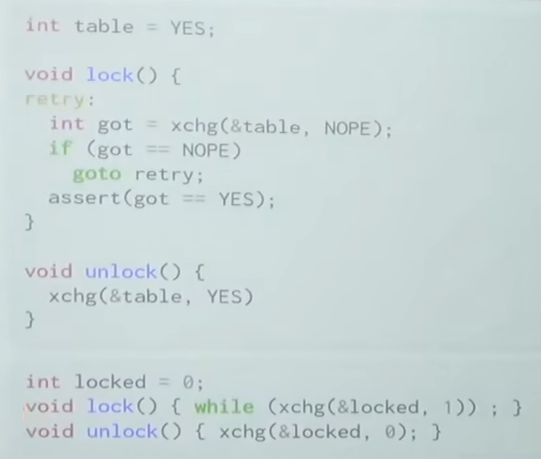 int table = YES;
void lock() {
retry:
  int got = xchg(&table, NOPE);
  if (got == NOPE)
    goto retry;
  assert(got == YES);
}
void unlock() {
  xchg(&table, YES)
}
int locked = 0;
void lock() { while (xchg(&locked, 1)) ; }
void unlock() { xchg(&locked, 0); }